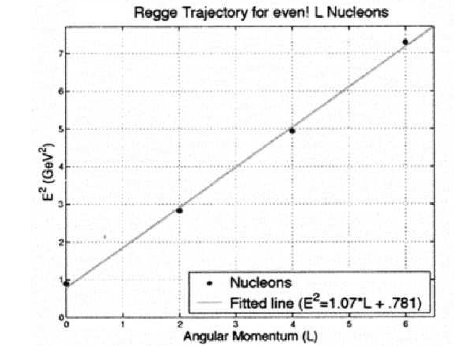 Regge Trajectory for even! L Nucleons
7
6
5
4
3
2
1
0
E² (GeV²)
0 1 2 3 4 5 6
Nucleons
Fitted line (E²=1.07*L + .781)
Angular Momentum (L)